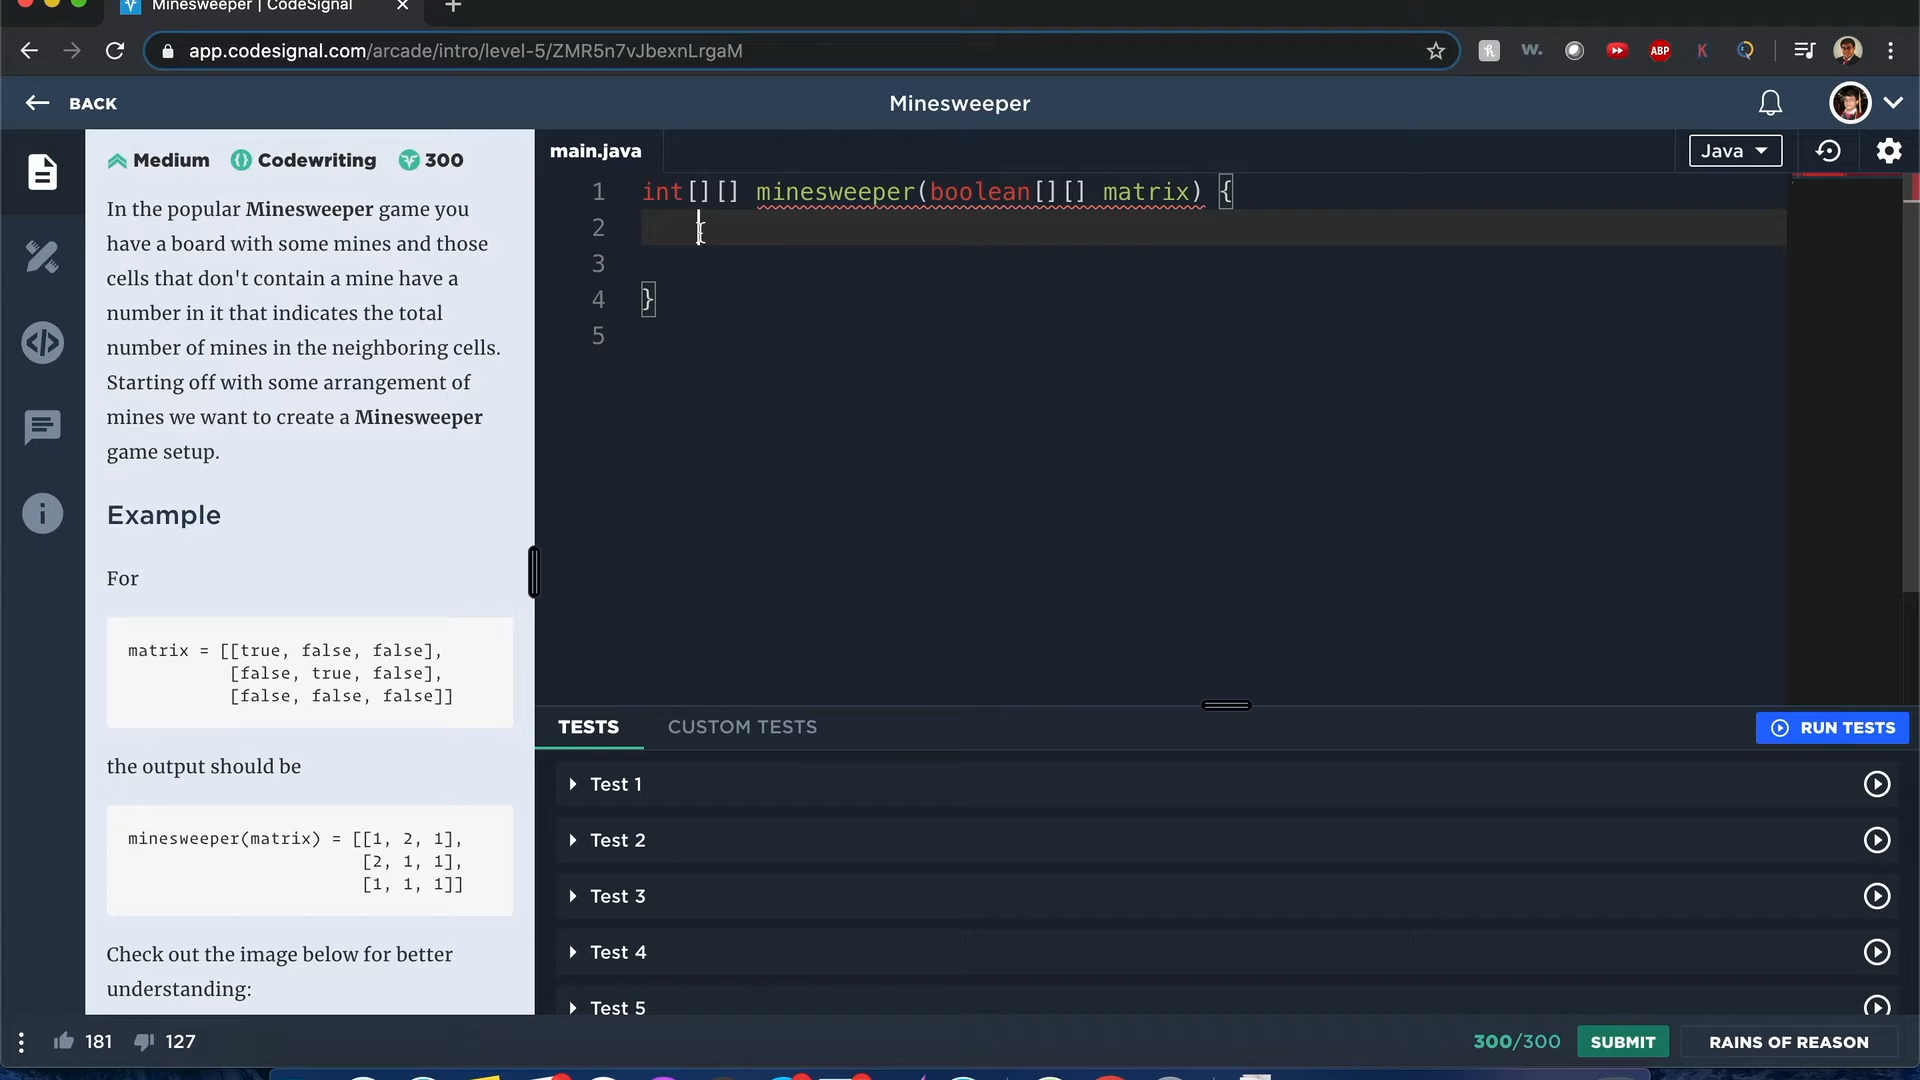 Minesweeper | CodeSignal
app.codesignal.com/arcade/intro/level-5/ZMR5n7vJbexnLrgaM
W.
ABP
K
BACK
Minesweeper
Medium Codewriting 300
In the popular Minesweeper game you
have a board with some mines and those
cells that don't contain a mine have a
number in it that indicates the total
number of mines in the neighboring cells.
Starting off with some arrangement of
mines we want to create a Minesweeper
game setup.
Example
For
matrix = [[true, false, false],
[false, true, false],
[false, false, false]]
the output should be
minesweeper(matrix) = [[1, 2, 1],
[2, 1, 1],
[1, 1, 1]]
Check out the image below for better
understanding:
main.java
Java
1 int[][] minesweeper(boolean[][] matrix) {
2
3
4 }
5
TESTS
CUSTOM TESTS
RUN TESTS
Test 1
Test 2
Test 3
Test 4
Test 5
181
127
300/300
SUBMIT
RAINS OF REASON